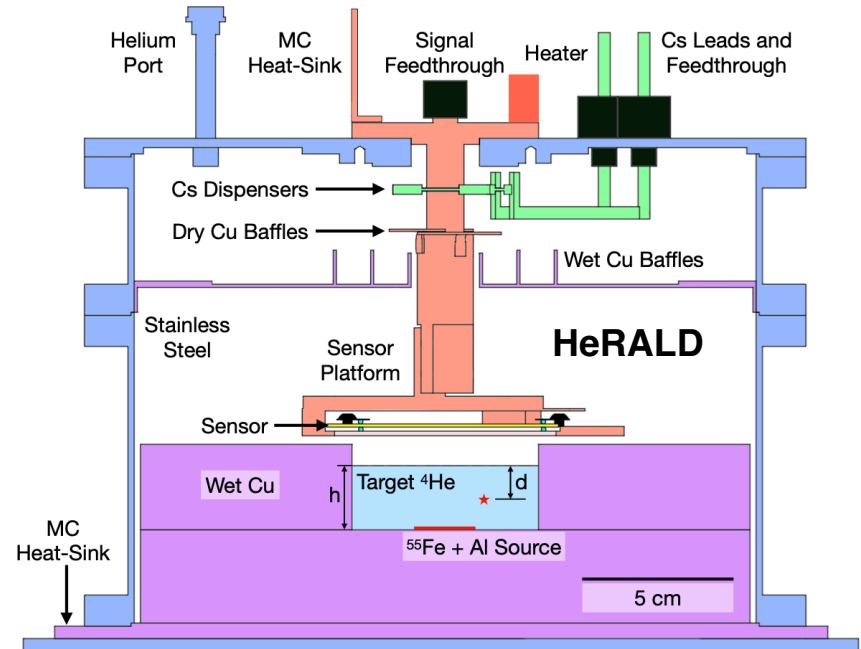 Helium
Port
MC
Heat-Sink
Signal
Feedthrough
Heater
Cs Leads and
Feedthrough
Cs Dispensers
Dry Cu Baffles
Wet Cu Baffles
Stainless
Steel
HeRALD
Sensor
Platform
Sensor
Wet Cu
h
Target ⁴He
d
⁵⁵Fe + Al Source
MC
Heat-Sink
5 cm